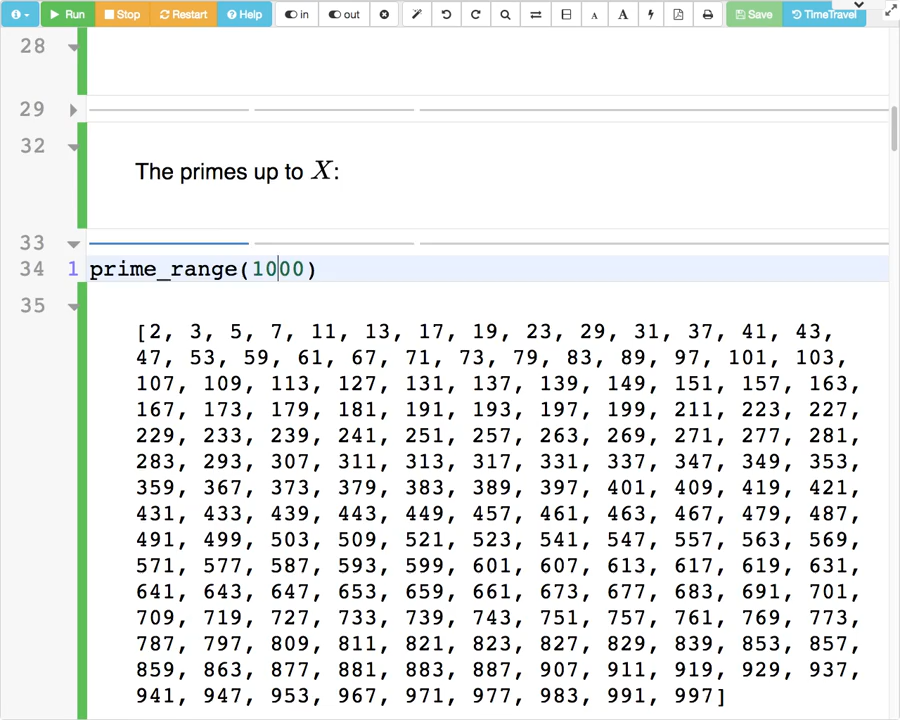 Run Stop Restart Help in out A A Save TimeTravel
28
29
32
The primes up to X:
33
34 1 prime_range(1000)
35
[2, 3, 5, 7, 11, 13, 17, 19, 23, 29, 31, 37, 41, 43,
47, 53, 59, 61, 67, 71, 73, 79, 83, 89, 97, 101, 103,
107, 109, 113, 127, 131, 137, 139, 149, 151, 157, 163,
167, 173, 179, 181, 191, 193, 197, 199, 211, 223, 227,
229, 233, 239, 241, 251, 257, 263, 269, 271, 277, 281,
283, 293, 307, 311, 313, 317, 331, 337, 347, 349, 353,
359, 367, 373, 379, 383, 389, 397, 401, 409, 419, 421,
431, 433, 439, 443, 449, 457, 461, 463, 467, 479, 487,
491, 499, 503, 509, 521, 523, 541, 547, 557, 563, 569,
571, 577, 587, 593, 599, 601, 607, 613, 617, 619, 631,
641, 643, 647, 653, 659, 661, 673, 677, 683, 691, 701,
709, 719, 727, 733, 739, 743, 751, 757, 761, 769, 773,
787, 797, 809, 811, 821, 823, 827, 829, 839, 853, 857,
859, 863, 877, 881, 883, 887, 907, 911, 919, 929, 937,
941, 947, 953, 967, 971, 977, 983, 991, 997]